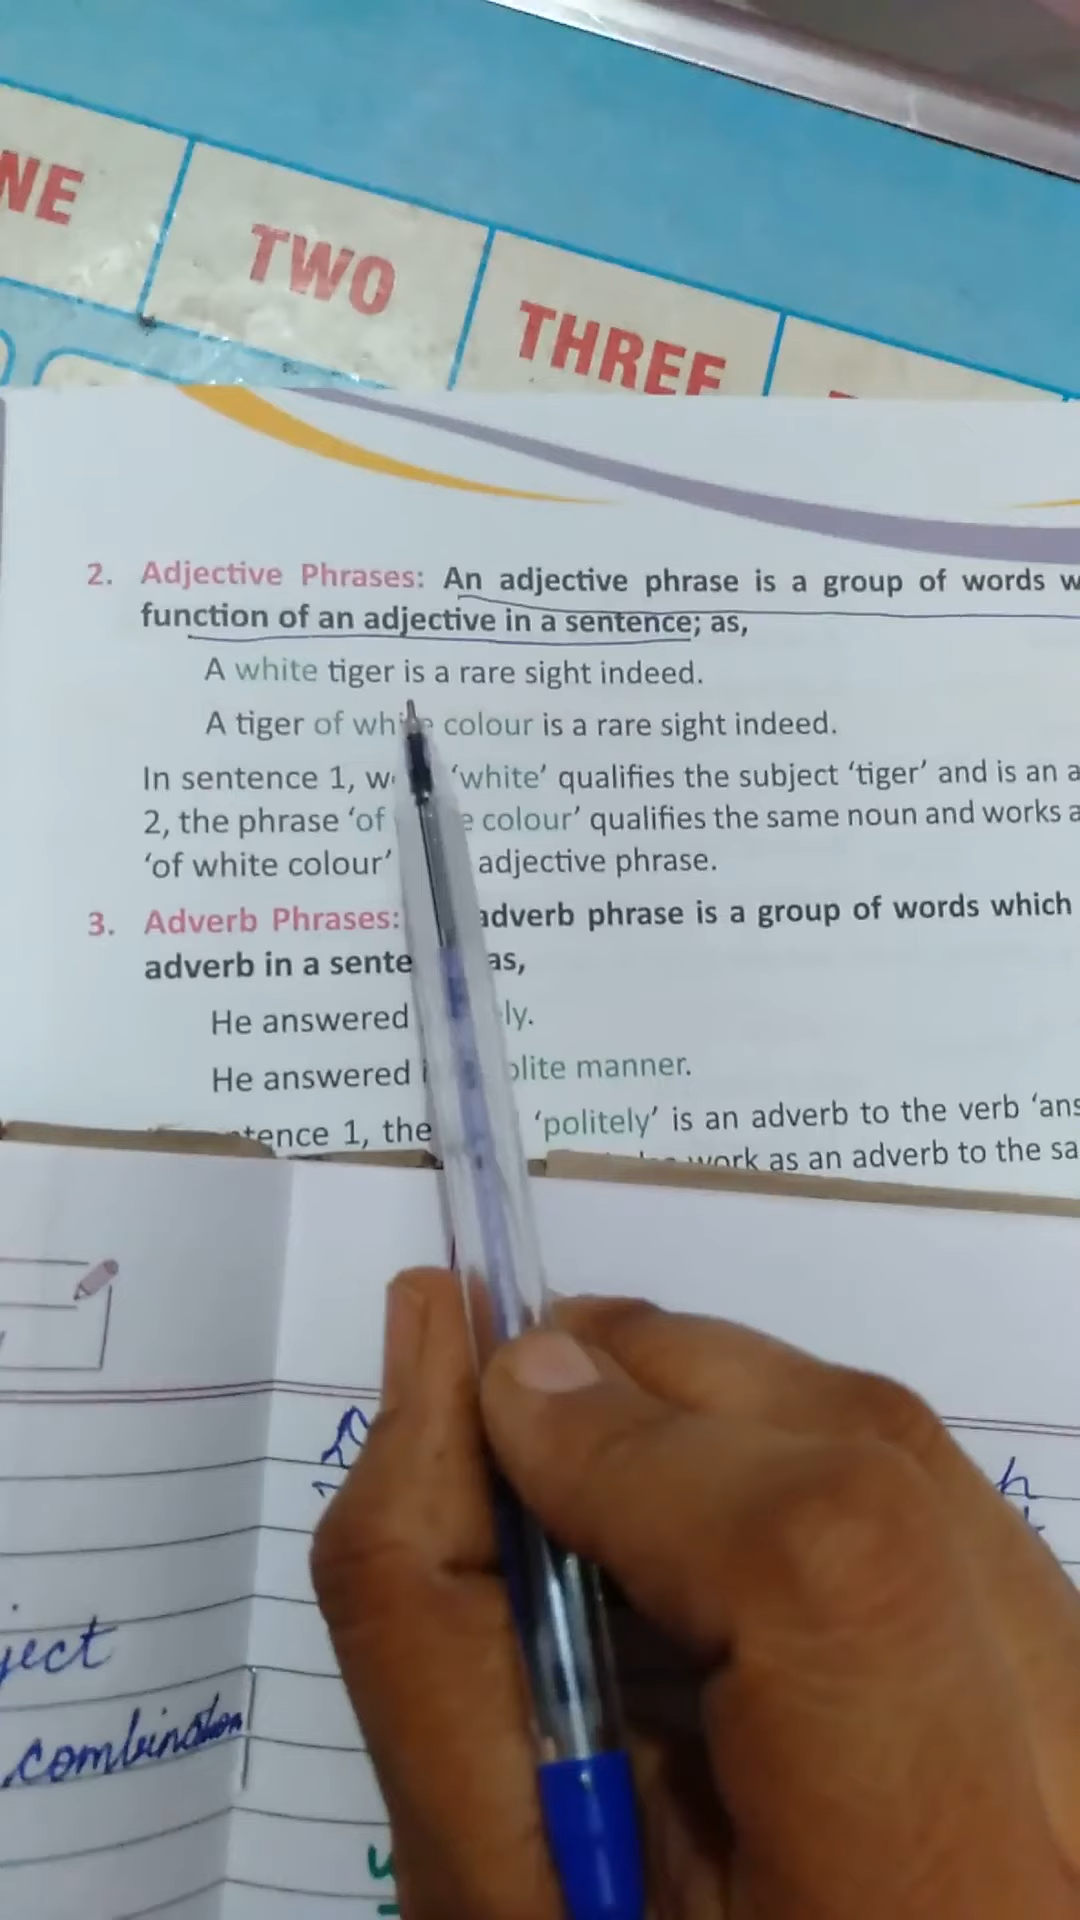 NE
TWO
THREE
2. Adjective Phrases: An adjective phrase is a group of words
function of an adjective in a sentence; as,
A white tiger is a rare sight indeed.
A tiger of white colour is a rare sight indeed.
In sentence 1, 'white' qualifies the subject 'tiger' and is an
2, the phrase 'of colour' qualifies the same noun and works
'of white colour' adjective phrase.
3. Adverb Phrases: adverb phrase is a group of words which
adverb in a sente as,
He answered ly.
He answered olite manner.
tence 1, the 'politely' is an adverb to the verb 'ans
work as an adverb to the sa
h
ject
combination